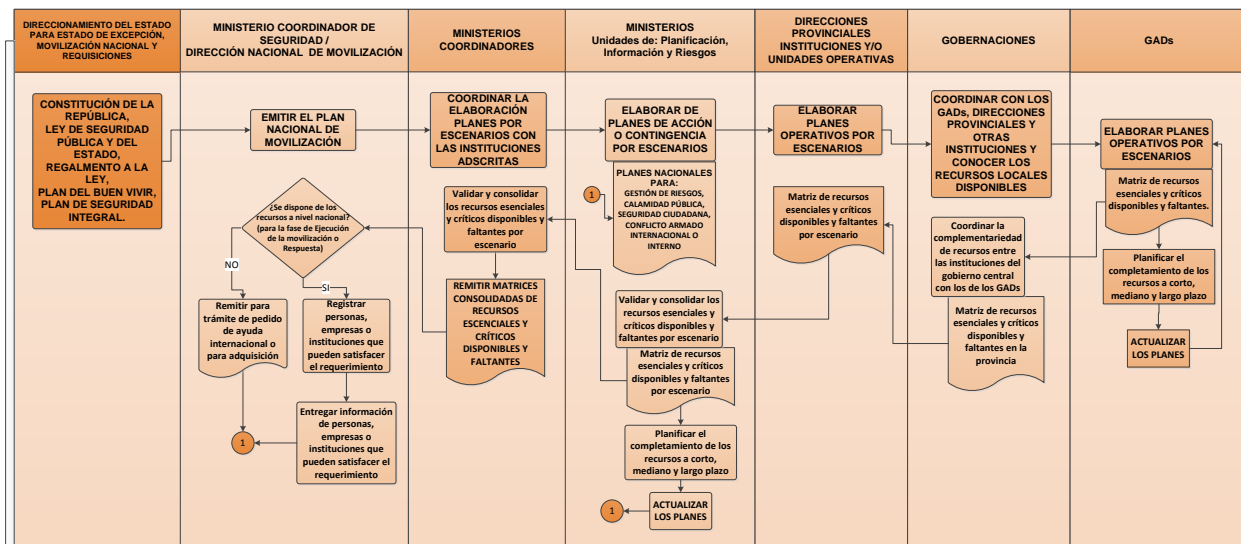 DIRECCIONAMIENTO DEL ESTADO
PARA ESTADO DE EXCEPCIÓN,
MOVILIZACIÓN NACIONAL Y
REQUISICIONES
MINISTERIO COORDINADOR DE
SEGURIDAD /
DIRECCIÓN NACIONAL DE MOVILIZACIÓN
MINISTERIOS
COORDINADORES
MINISTERIOS
Unidades de: Planificación,
Información y Riesgos
DIRECCIONES
PROVINCIALES
INSTITUCIONES Y/O
UNIDADES OPERATIVAS
GOBERNACIONES
GADs
CONSTITUCIÓN DE LA
REPÚBLICA,
LEY DE SEGURIDAD
PÚBLICA Y DEL
ESTADO,
REGALMENTO A LA
LEY,
PLAN DEL BUEN VIVIR,
PLAN DE SEGURIDAD
INTEGRAL.
EMITIR EL PLAN
NACIONAL DE
MOVILIZACIÓN
COORDINAR LA
ELABORACIÓN
PLANES POR
ESCENARIOS CON
LAS INSTITUCIONES
ADSCRITAS
ELABORAR DE
PLANES DE ACCIÓN
O CONTINGENCIA
POR ESCENARIOS
ELABORAR
PLANES
OPERATIVOS POR
ESCENARIOS
COORDINAR CON LOS
GADs, DIRECCIONES
PROVINCIALES Y
OTRAS
INSTITUCIONES Y
CONOCER LOS
RECURSOS LOCALES
DISPONIBLES
ELABORAR PLANES
OPERATIVOS POR
ESCENARIOS
¿Se dispone de los
recursos a nivel nacional?
(para la fase de Ejecución
de la movilización o
Respuesta)
NO
SI
Remitir para
trámite de pedido
de ayuda
internacional o
para adquisición
Registrar
personas,
empresas o
instituciones que
pueden satisfacer
el requerimiento
Entregar información
de personas,
empresas o
instituciones que
pueden satisfacer el
requerimiento
1
Validar y consolidar
los recursos esenciales
y críticos disponibles y
faltantes por
escenario
REMITIR MATRICES
CONSOLIDADAS DE
RECURSOS
ESCENCIALES Y
CRÍTICOS
DISPONIBLES Y
FALTANTES
1
PLANES NACIONALES
PARA:
GESTIÓN DE RIESGOS,
CALAMIDAD PÚBLICA,
SEGURIDAD CIUDADANA,
CONFLICTO ARMADO
INTERNACIONAL O
INTERNO
Validar y consolidar los
recursos esenciales y
críticos disponibles y
faltantes por escenario
Matriz de recursos
esenciales y críticos
disponibles y faltantes
por escenario
Planificar el
completamiento de los
recursos a corto,
mediano y largo plazo
ACTUALIZAR
LOS PLANES
1
Matriz de recursos
esenciales y críticos
disponibles y
faltantes por escenario
Coordinar la
complementariedad
de recursos entre
las instituciones del
gobierno central
con los de los GADs
Matriz de recursos
esenciales y críticos
disponibles y
faltantes en la
provincia
Matriz de recursos
esenciales y críticos
disponibles y
faltantes.
Planificar el
completamiento de los
recursos a corto,
mediano y largo plazo
ACTUALIZAR
LOS PLANES